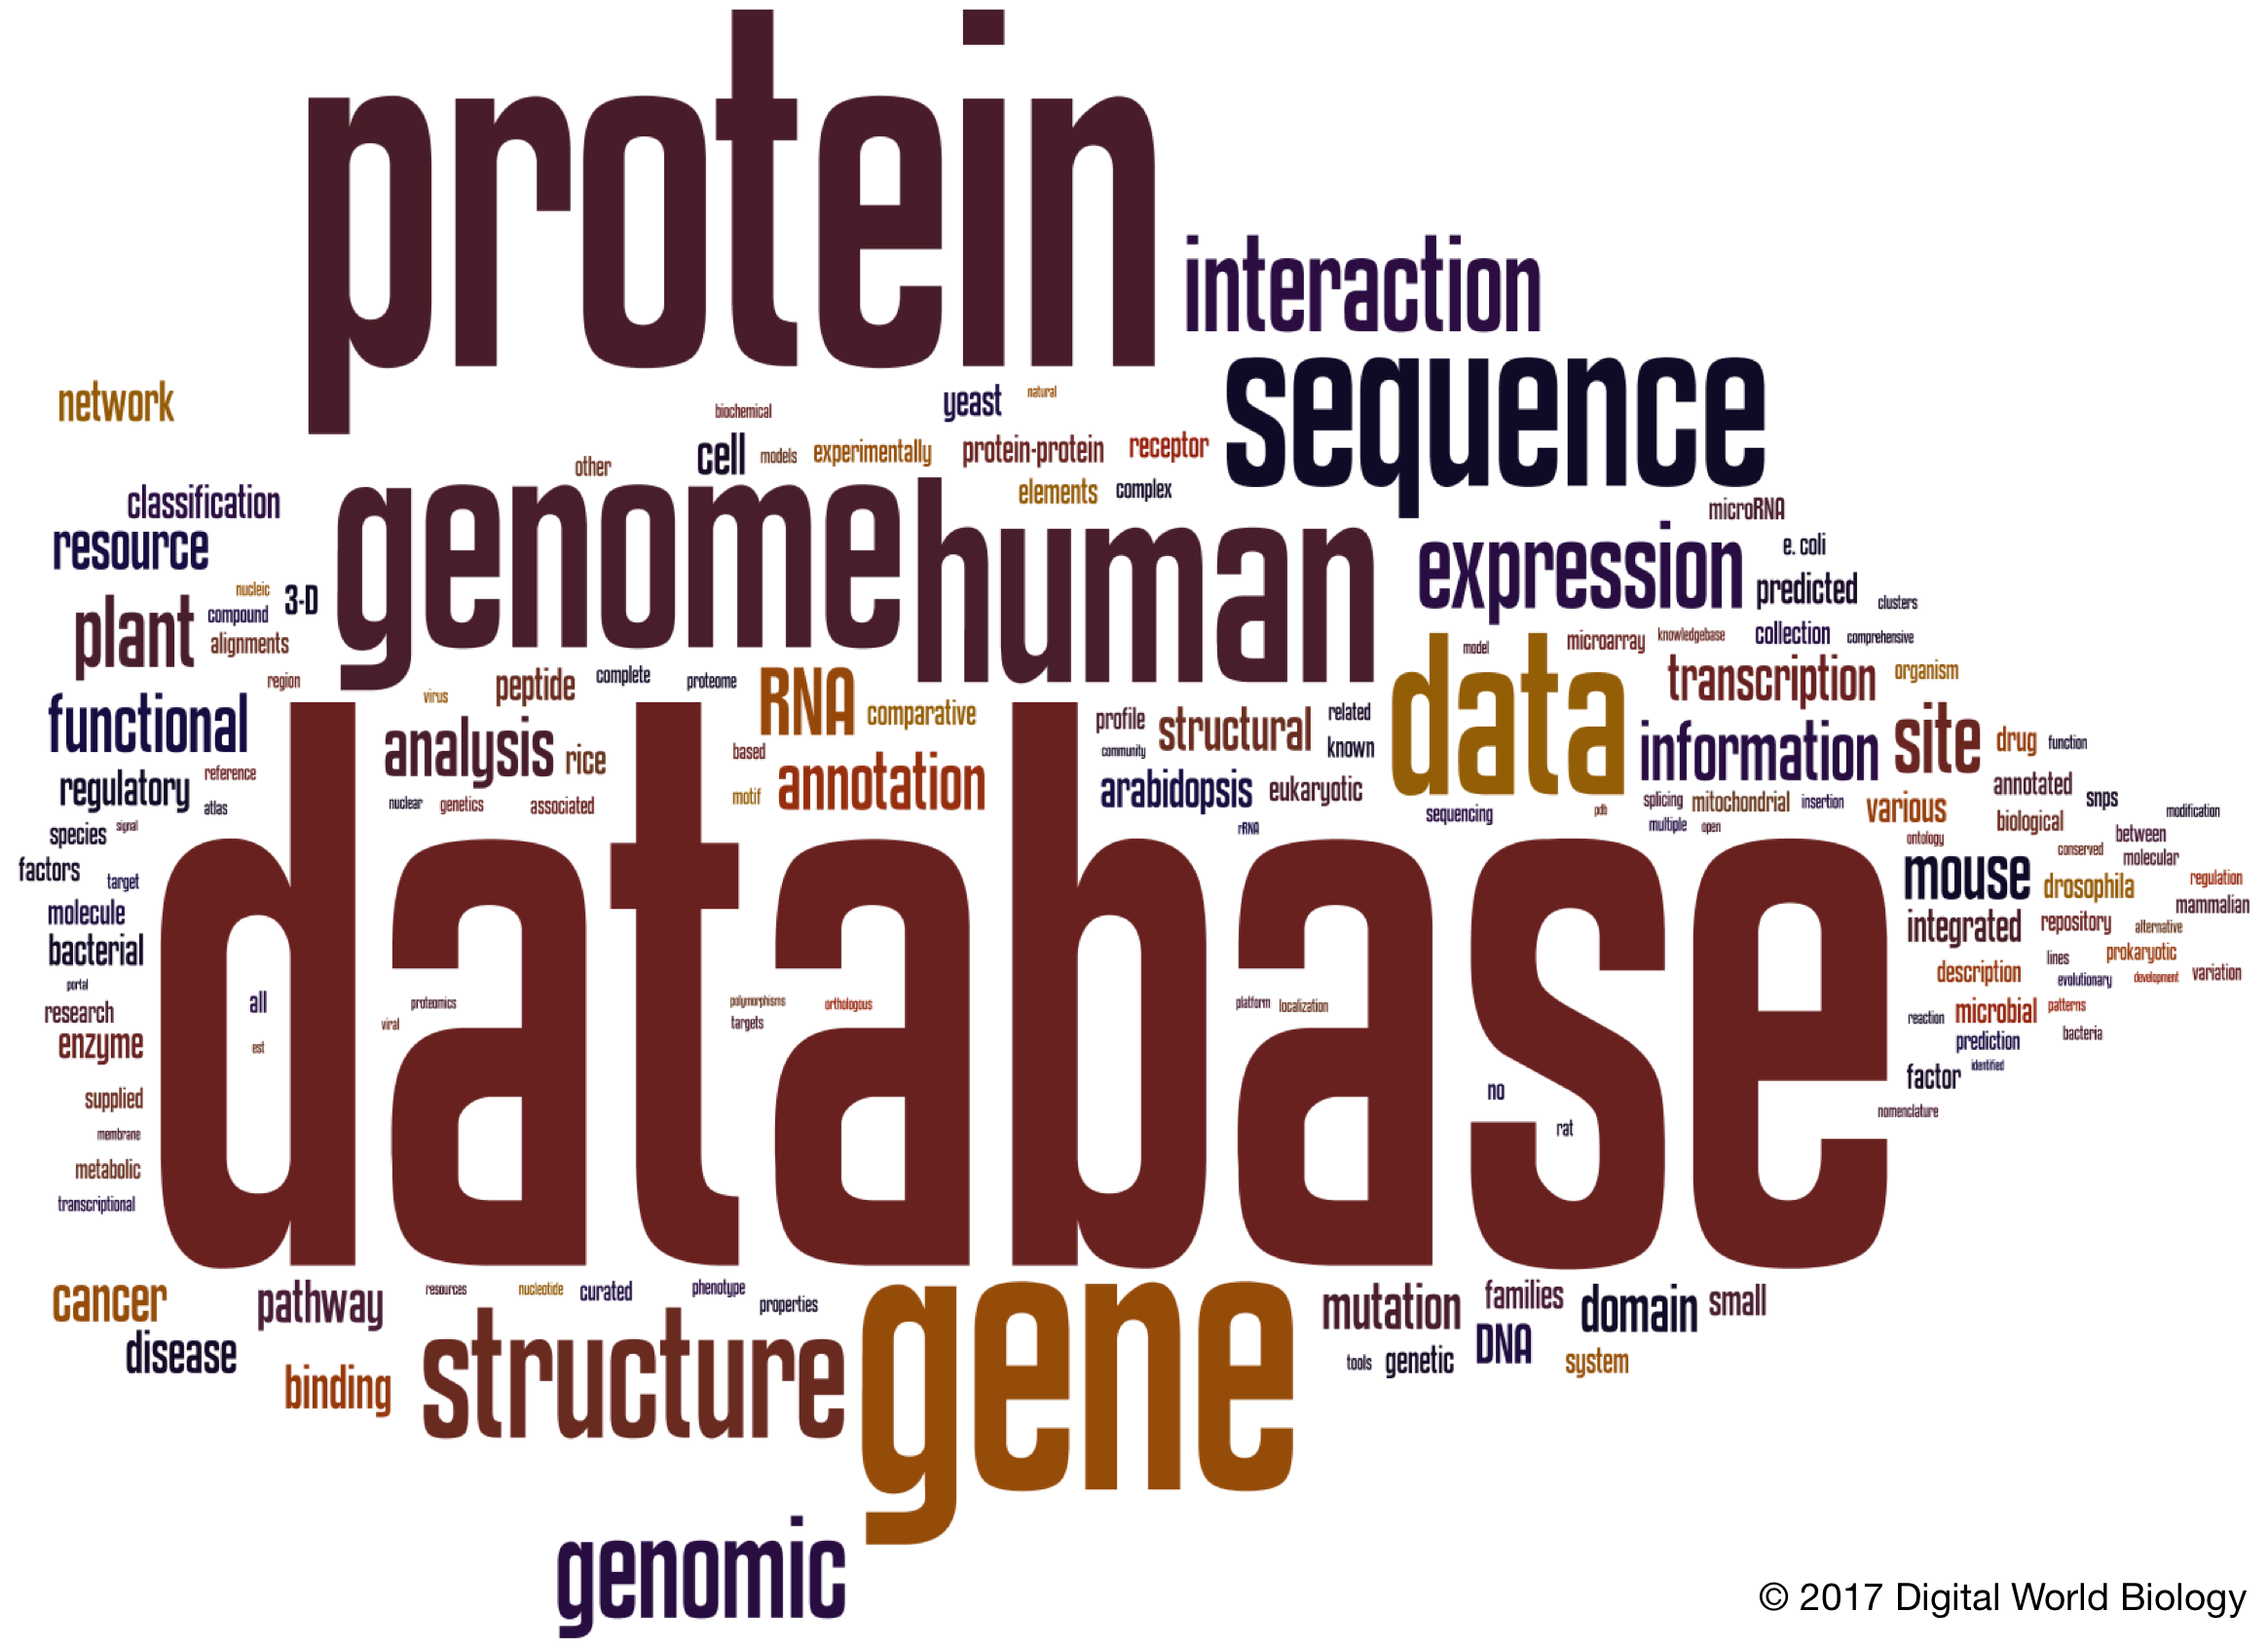 protein
interaction
sequence
network
biochemical
yeast
natural
cell
models
experimentally
protein-protein
receptor
other
elements
complex
classification
resource
genome
human
microRNA
expression
e. coli
predicted
clusters
nucleic
compound
3-D
plant
alignments
region
model
microarray
knowledgebase
collection
comprehensive
data
transcription
organism
virus
peptide
complete
proteome
RNA
comparative
profile
structural
related
community
known
functional
analysis
rice
based
information
site
drug
function
regulatory
reference
atlas
nuclear
genetics
associated
motif
annotation
arabidopsis
eukaryotic
sequencing
pdb
splicing
mitochondrial
insertion
various
annotated
snps
multiple
open
biological
modification
species
signal
rRNA
ontology
between
conserved
molecular
factors
target
database
mouse
drosophila
regulation
mammalian
molecule
integrated
repository
alternative
bacterial
lines
prokaryotic
portal
description
evolutionary
development
variation
research
all
viral
proteomics
polymorphisms
targets
orthologous
platform
localization
reaction
microbial
patterns
enzyme
est
prediction
bacteria
identified
factor
supplied
no
nomenclature
membrane
rat
metabolic
transcriptional
cancer
pathway
resources
nucleotide
curated
phenotype
properties
gene
mutation
families
domain
small
disease
binding
structure
tools
genetic
DNA
system
genomic
© 2017 Digital World Biology